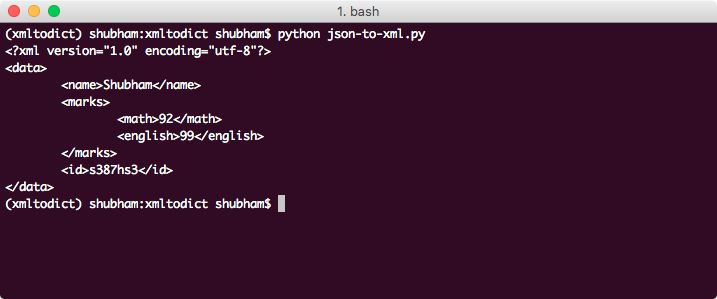 1. bash
(xmltodict) shubham:xmltodict shubham$ python json-to-xml.py
<?xml version="1.0" encoding="utf-8"?>
<data>
        <name>Shubham</name>
        <marks>
                <math>92</math>
                <english>99</english>
        </marks>
        <id>s387hs3</id>
</data>
(xmltodict) shubham:xmltodict shubham$